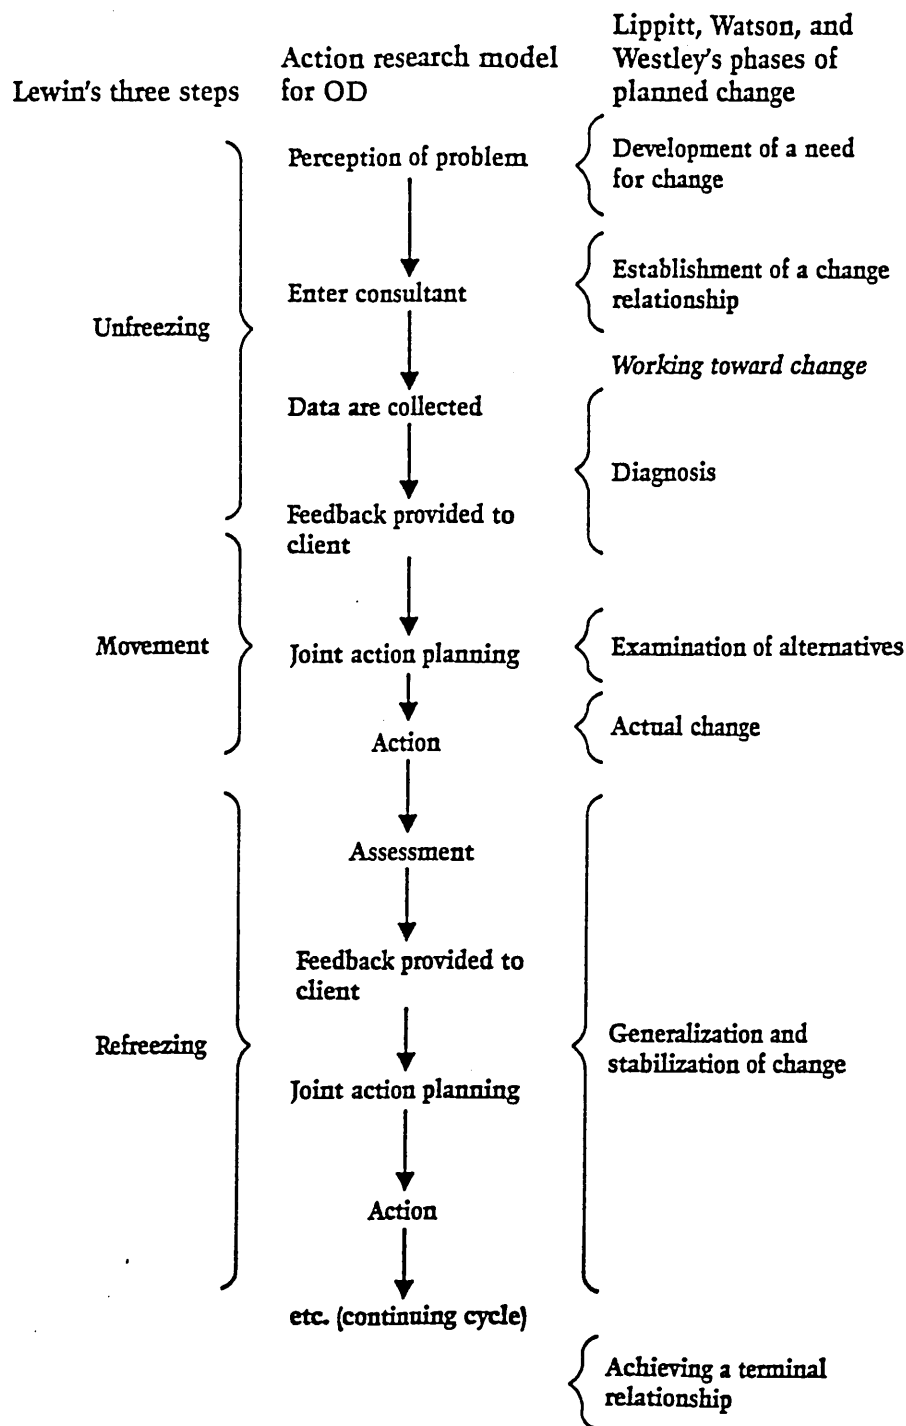 Lewin's three steps
Action research model
for OD
Lippitt, Watson, and
Westley's phases of
planned change
Unfreezing
Movement
Refreezing
Perception of problem
Enter consultant
Data are collected
Feedback provided to
client
Joint action planning
Action
Assessment
Feedback provided to
client
Joint action planning
Action
etc. (continuing cycle)
Development of a need
for change
Establishment of a change
relationship
Working toward change
Diagnosis
Examination of alternatives
Actual change
Generalization and
stabilization of change
Achieving a terminal
relationship